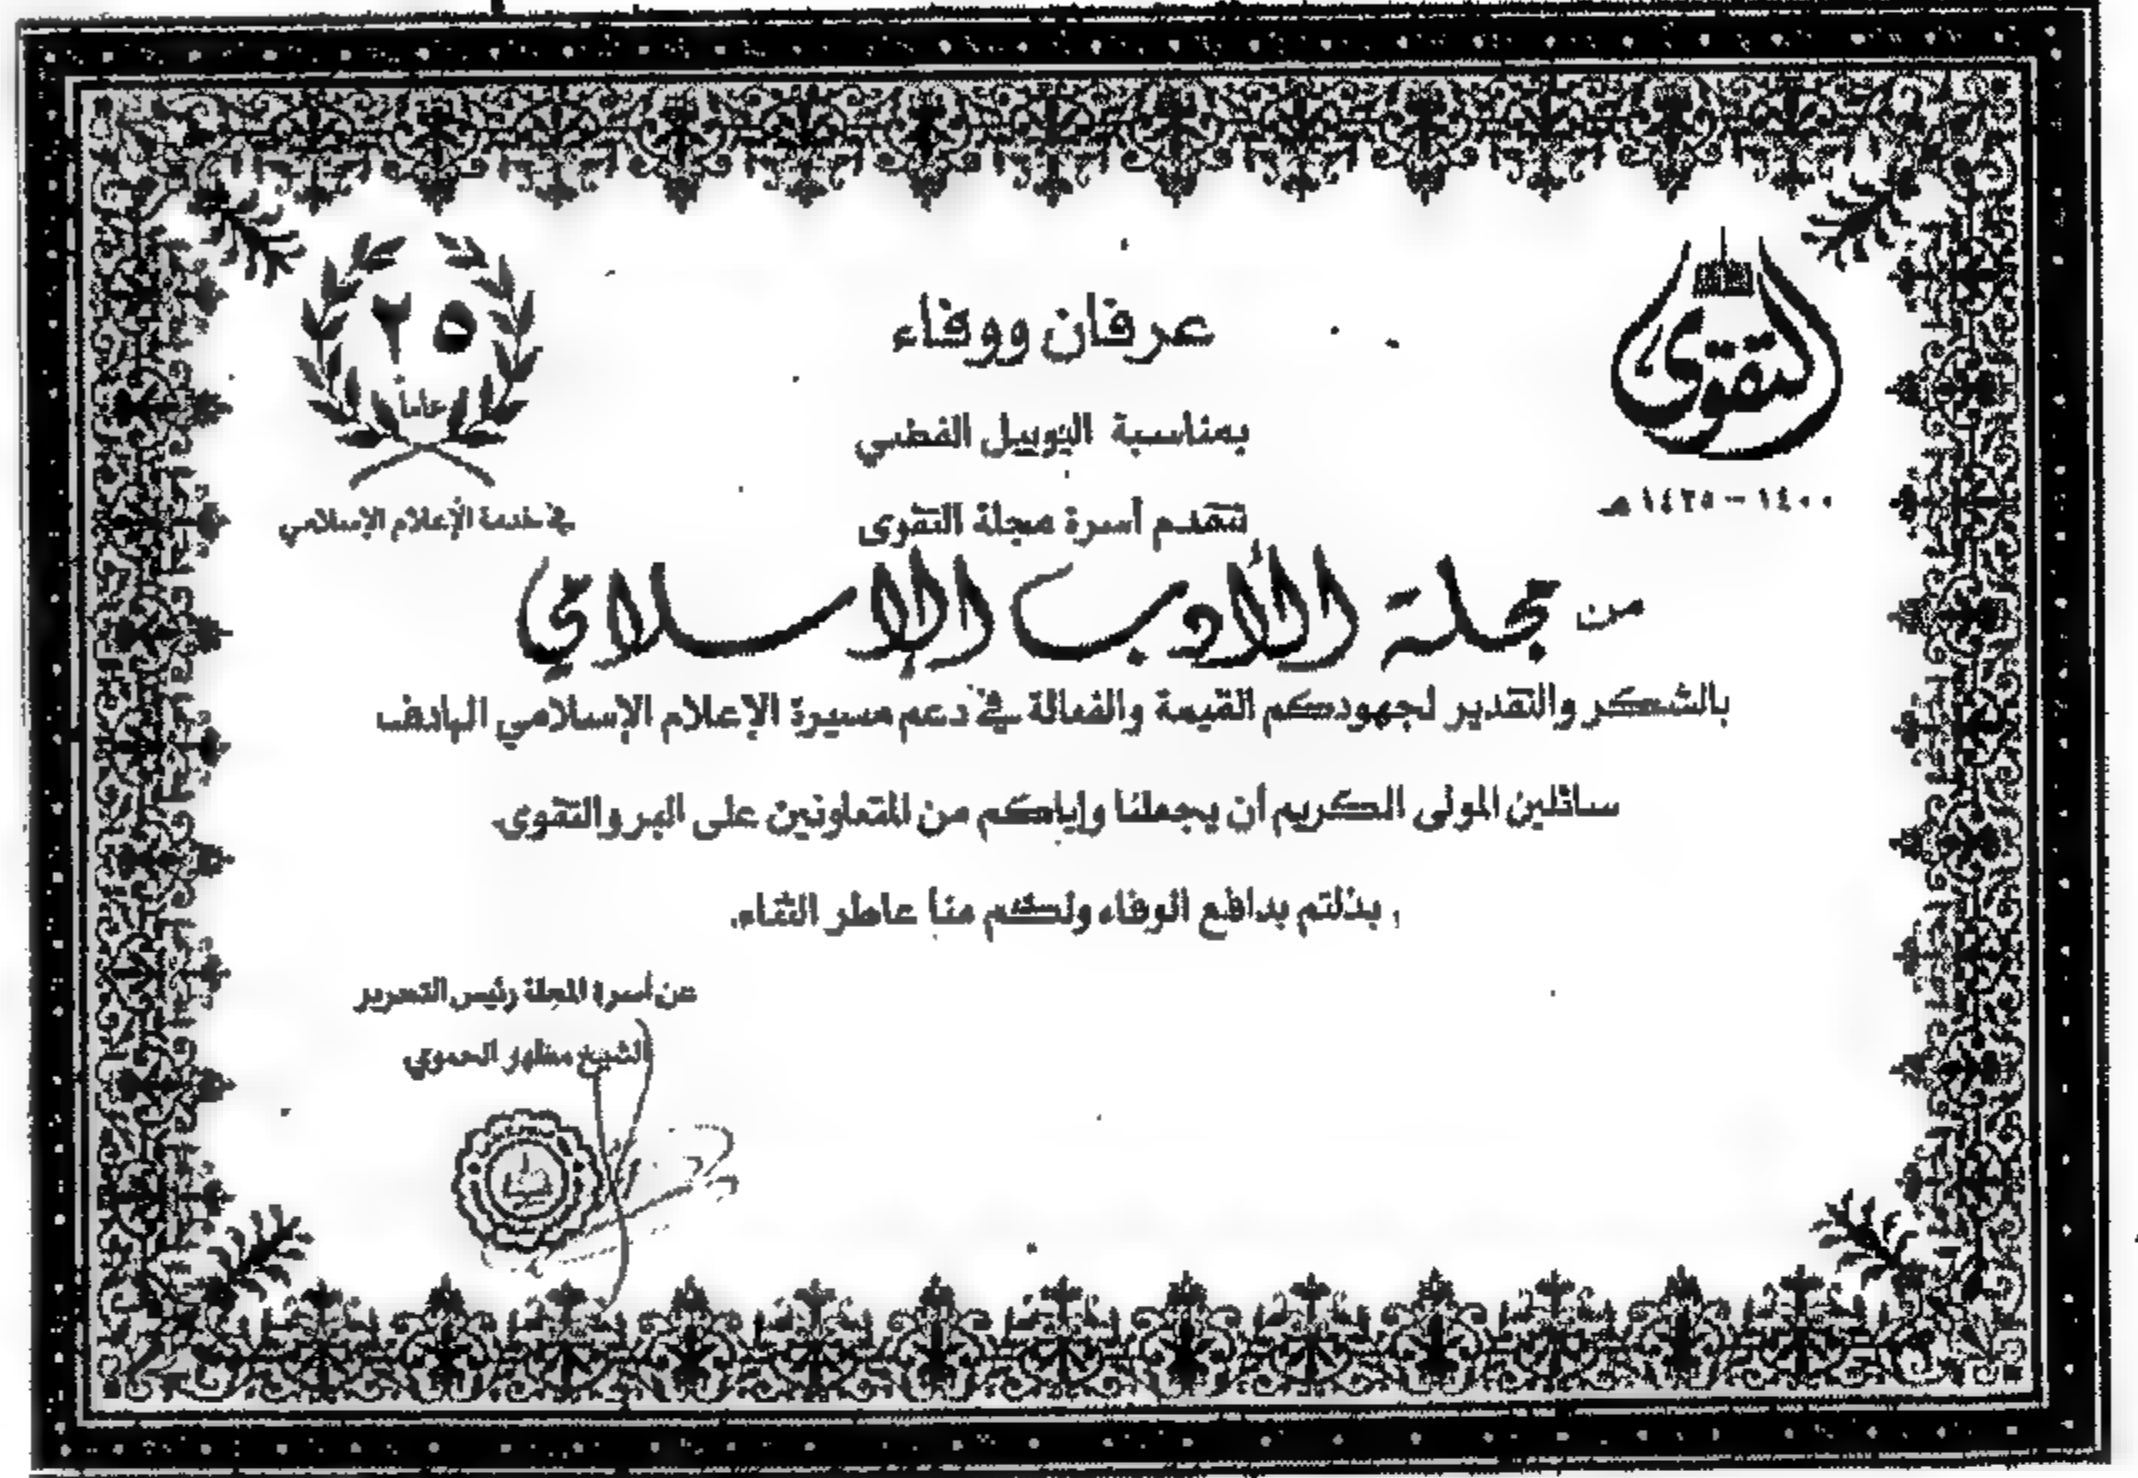 التقوى
١٤٠٠ - ١٤٢٥ هـ
٢٥
عاماً
في خدمة الإعلام الإسلامي
عرفان ووفاء
بمناسبة اليوبيل الفضي
تتقدم أسرة مجلة التقوى
من مجلة الأدب الإسلامي
بالشكر والتقدير لجهودكم القيمة والفعالة في دعم مسيرة الإعلام الإسلامي الهادف
سائلين المولى الكريم أن يجعلنا وإياكم من المتعاونين على البر والتقوى.
بذلتم بدافع الوفاء ولكم منا عاطر الثناء.
عن أسرة المجلة رئيس التحرير
الشيخ مظهر الحموي